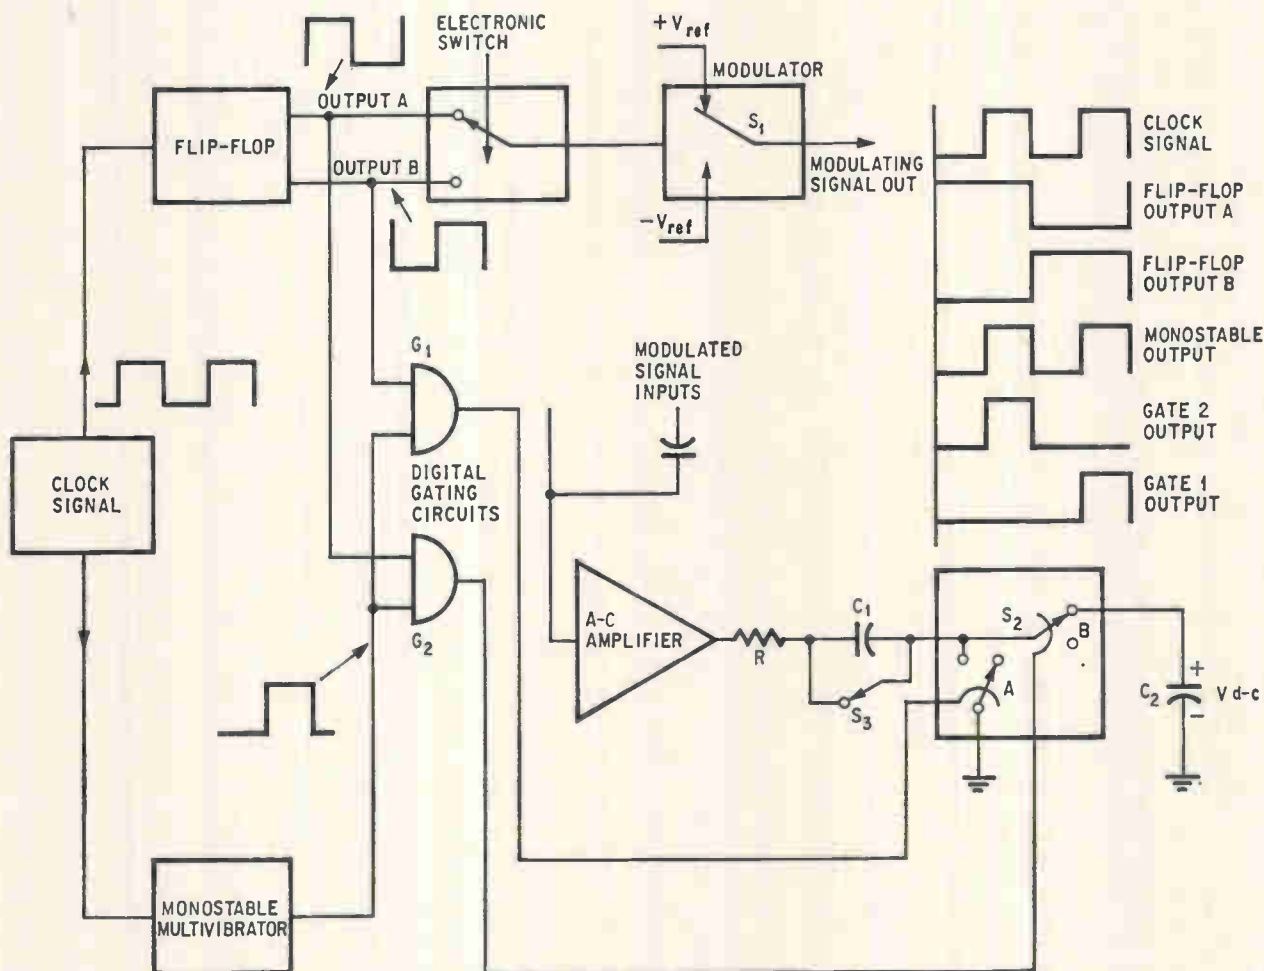 ELECTRONIC
SWITCH
+Vref
MODULATOR
OUTPUT A
FLIP-FLOP
S1
OUTPUT B
MODULATING
SIGNAL OUT
-Vref
CLOCK
SIGNAL
FLIP-FLOP
OUTPUT A
FLIP-FLOP
OUTPUT B
MONOSTABLE
OUTPUT
GATE 2
OUTPUT
GATE 1
OUTPUT
G1
MODULATED
SIGNAL
INPUTS
CLOCK
SIGNAL
DIGITAL
GATING
CIRCUITS
G2
A-C
AMPLIFIER
R
C1
S3
S2
B
A
C2
+
V d-c
-
MONOSTABLE
MULTIVIBRATOR